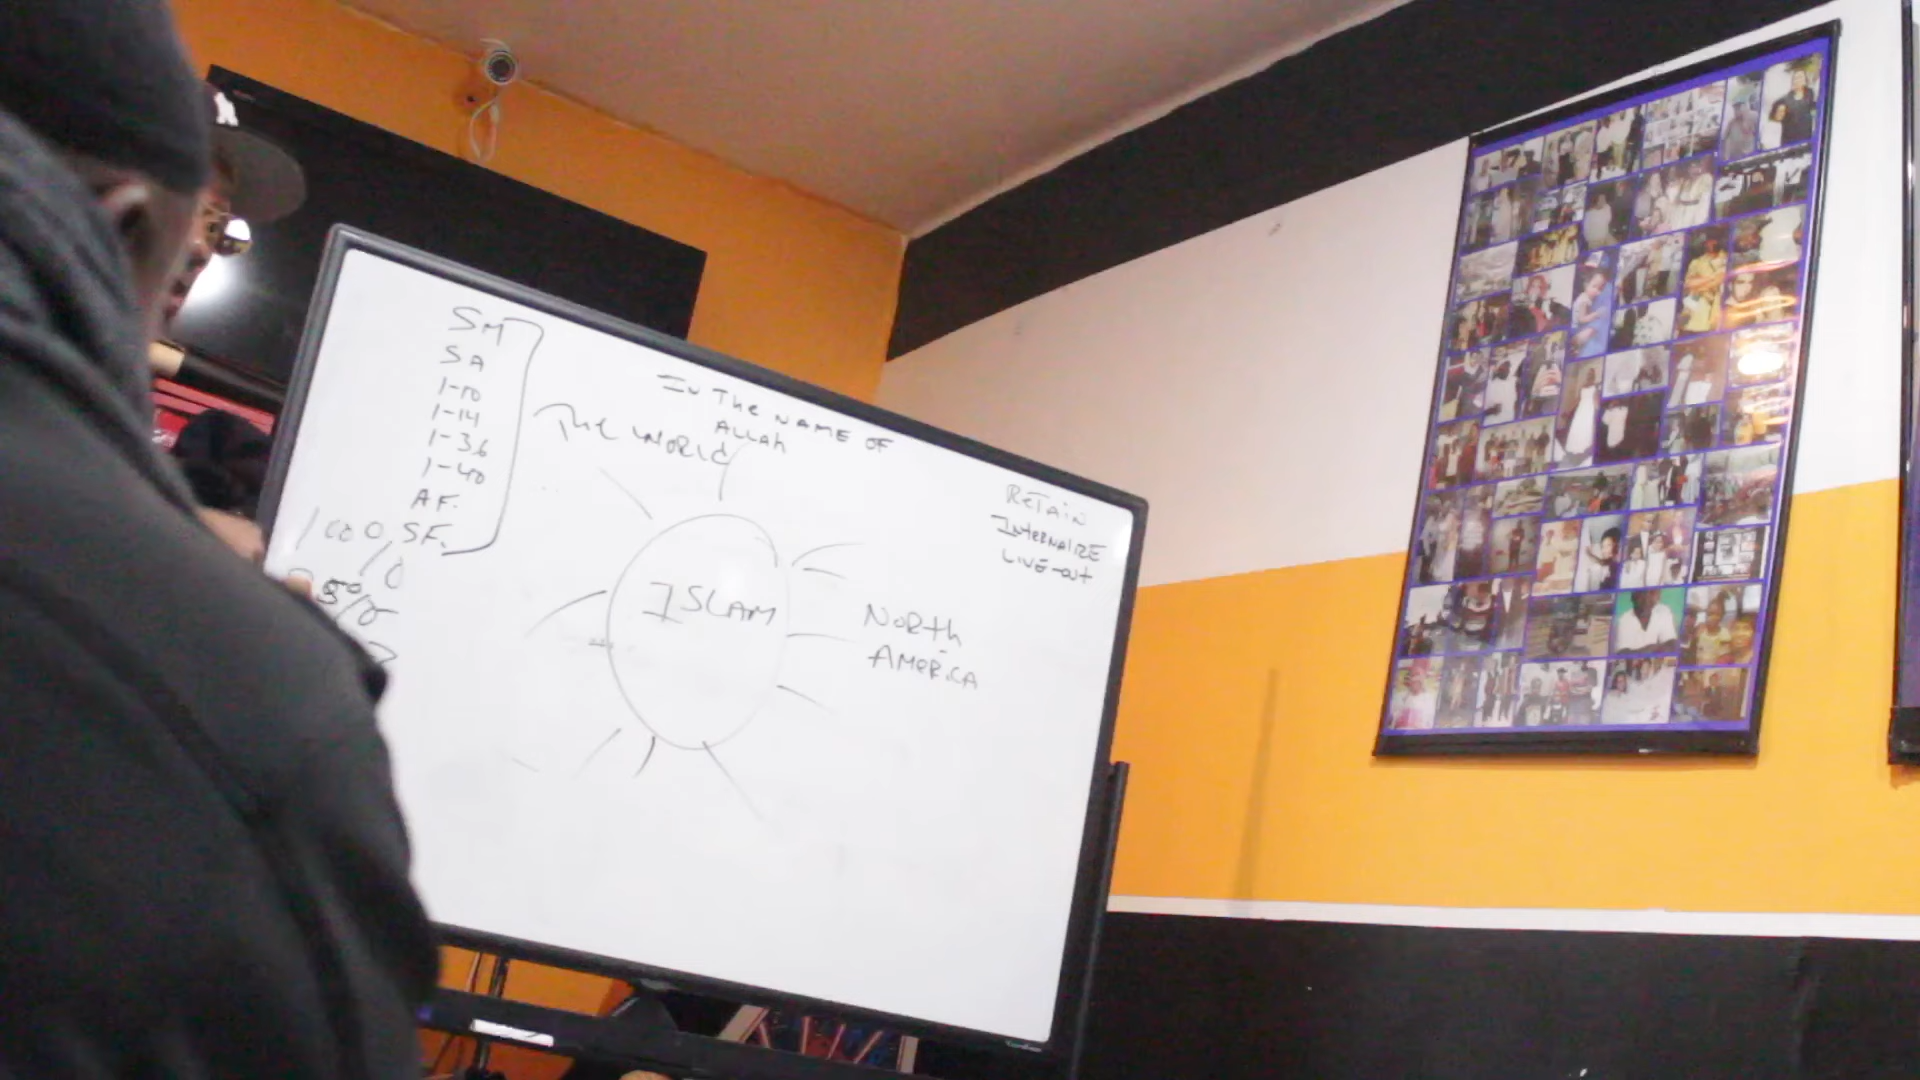 SM
SA
1-10
1-14
1-36
1-40
AF.
SF.
100%
5%
In The NAME OF
ALLAh
The WORLd
ISLAM
NORth
AMERiCA
ReTAiN
INTeRNALIZE
LIVE-out